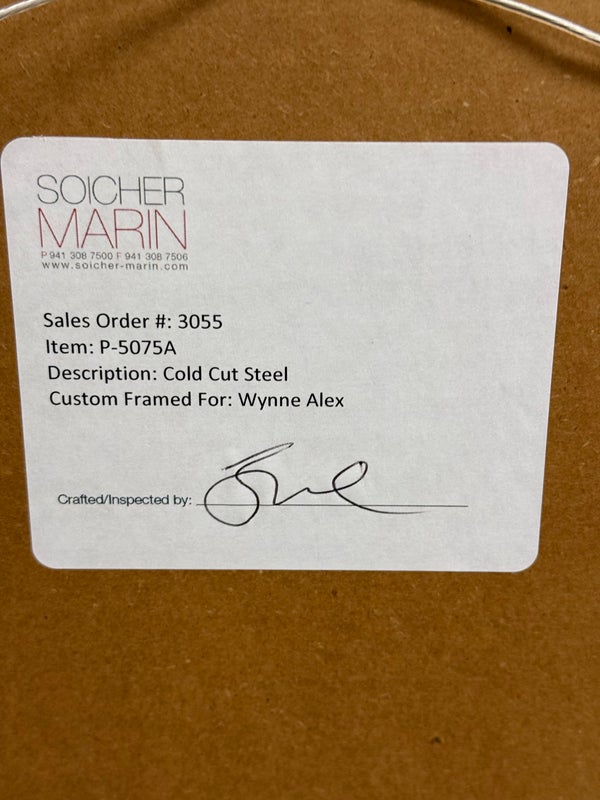 SOICHER
MARIN
P 941 308 7500 F 941 308 7506
www.soicher-marin.com
Sales Order #: 3055
Item: P-5075A
Description: Cold Cut Steel
Custom Framed For: Wynne Alex
Crafted/Inspected by: